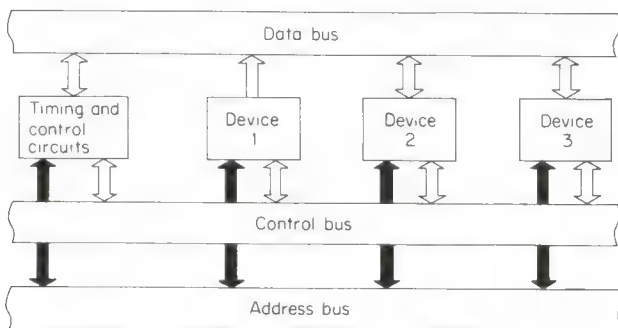 Data bus
Timing and
control
circuits
Device
1
Device
2
Device
3
Control bus
Address bus